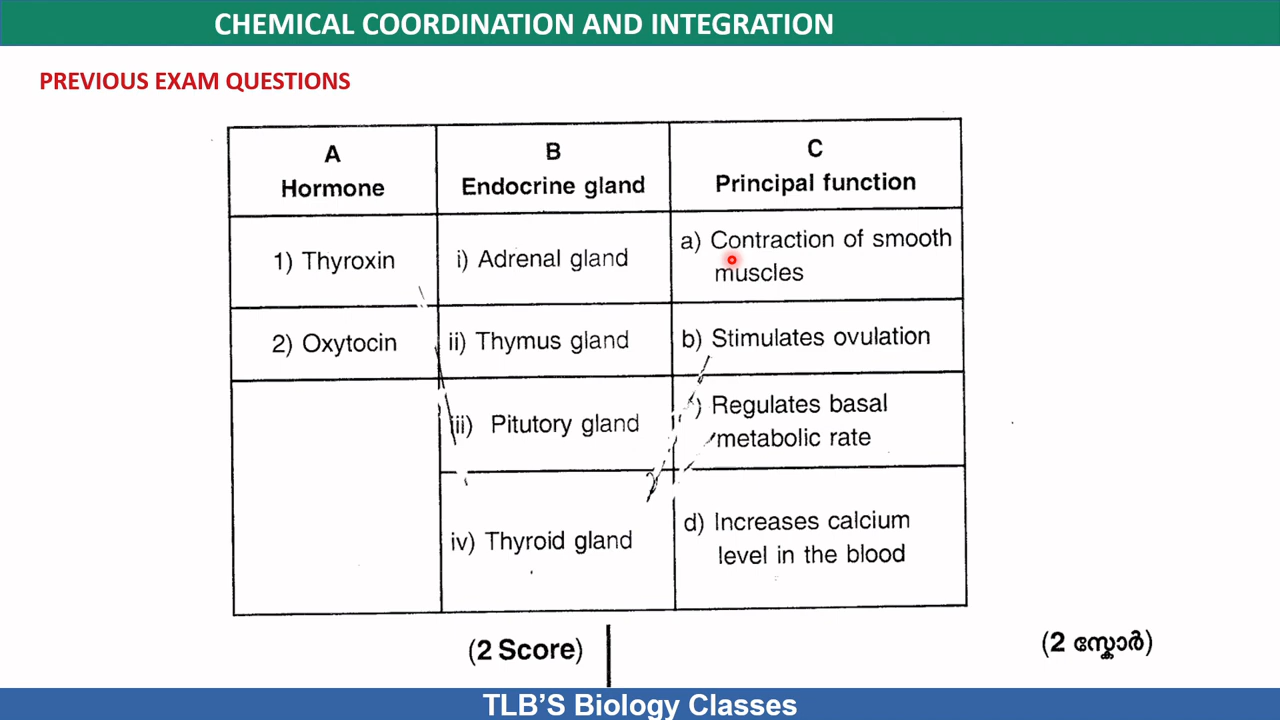 CHEMICAL COORDINATION AND INTEGRATION
PREVIOUS EXAM QUESTIONS
A
Hormone
B
Endocrine gland
C
Principal function
1) Thyroxin
i) Adrenal gland
a) Contraction of smooth
muscles
2) Oxytocin
ii) Thymus gland
b) Stimulates ovulation
iii) Pitutory gland
) Regulates basal
metabolic rate
iv) Thyroid gland
d) Increases calcium
level in the blood
(2 Score)
(2 സ്കോർ)
TLB'S Biology Classes